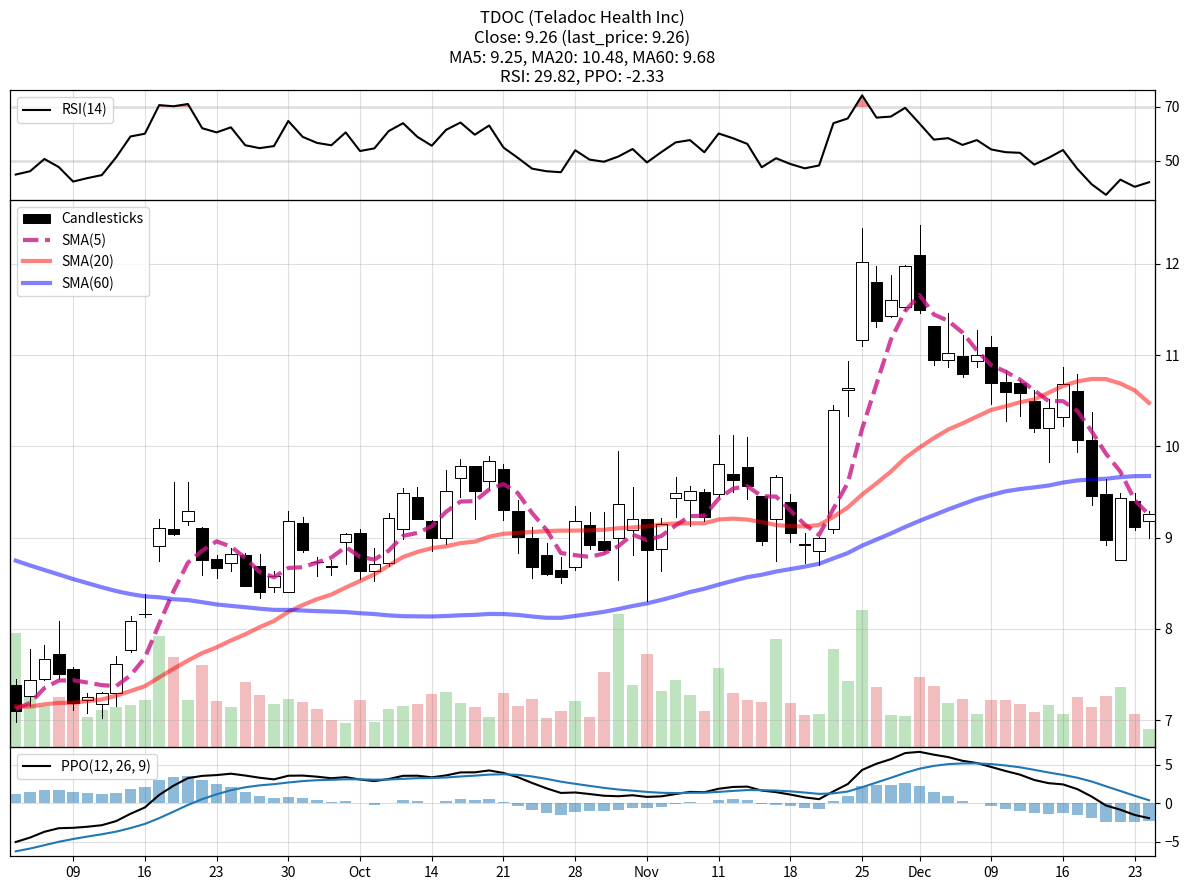 TDOC (Teladoc Health Inc)
Close: 9.26 (last_price: 9.26)
MA5: 9.25, MA20: 10.48, MA60: 9.68
RSI: 29.82, PPO: -2.33
RSI(14)
70
50
Candlesticks
SMA(5)
SMA(20)
SMA(60)
12
11
10
9
8
7
PPO(12, 26, 9)
5
0
−5
09 16 23 30 Oct 14 21 28 Nov 11 18 25 Dec 09 16 23